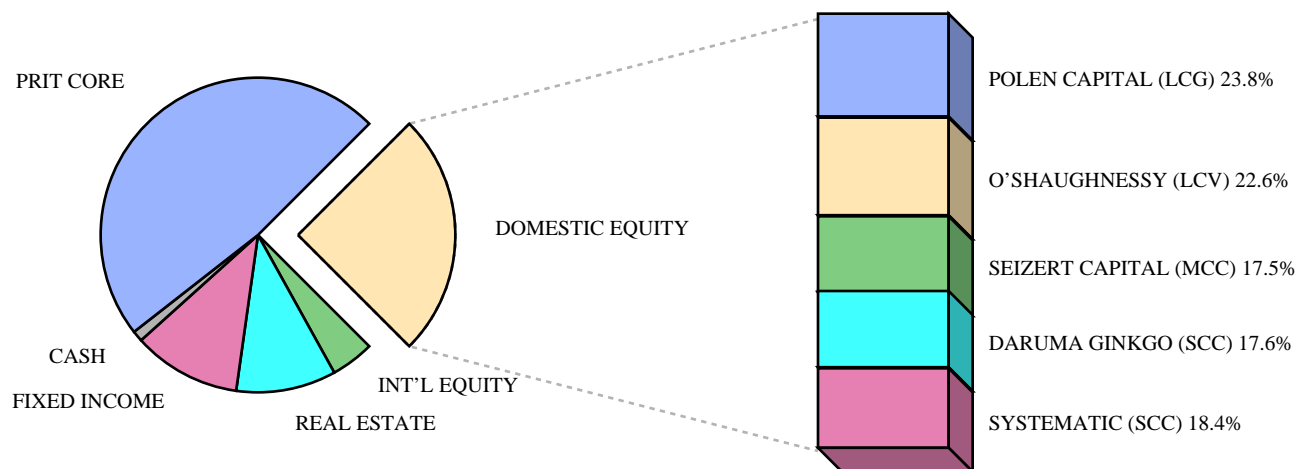 PRIT CORE
DOMESTIC EQUITY
CASH
FIXED INCOME
INT'L EQUITY
REAL ESTATE
POLEN CAPITAL (LCG) 23.8%
O'SHAUGHNESSY (LCV) 22.6%
SEIZERT CAPITAL (MCC) 17.5%
DARUMA GINKGO (SCC) 17.6%
SYSTEMATIC (SCC) 18.4%